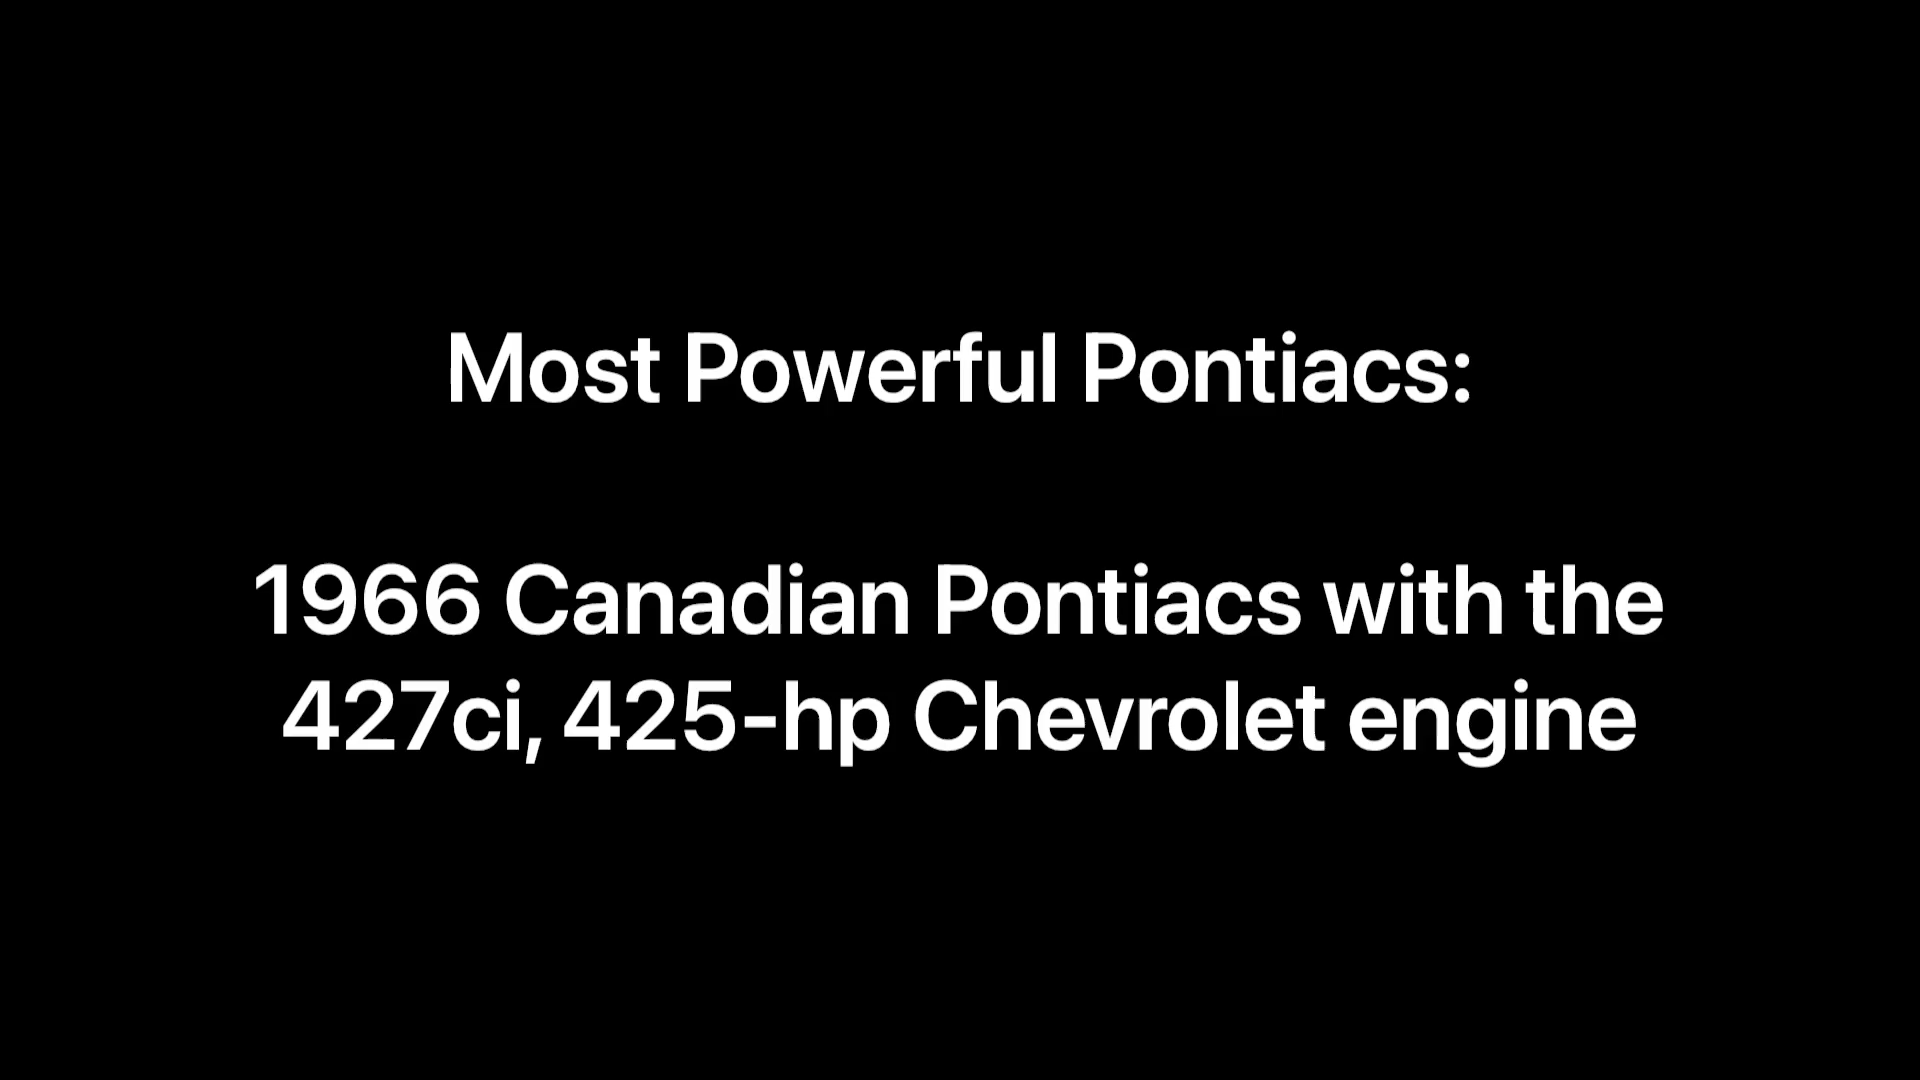 Most Powerful Pontiacs:
1966 Canadian Pontiacs with the
427ci, 425-hp Chevrolet engine